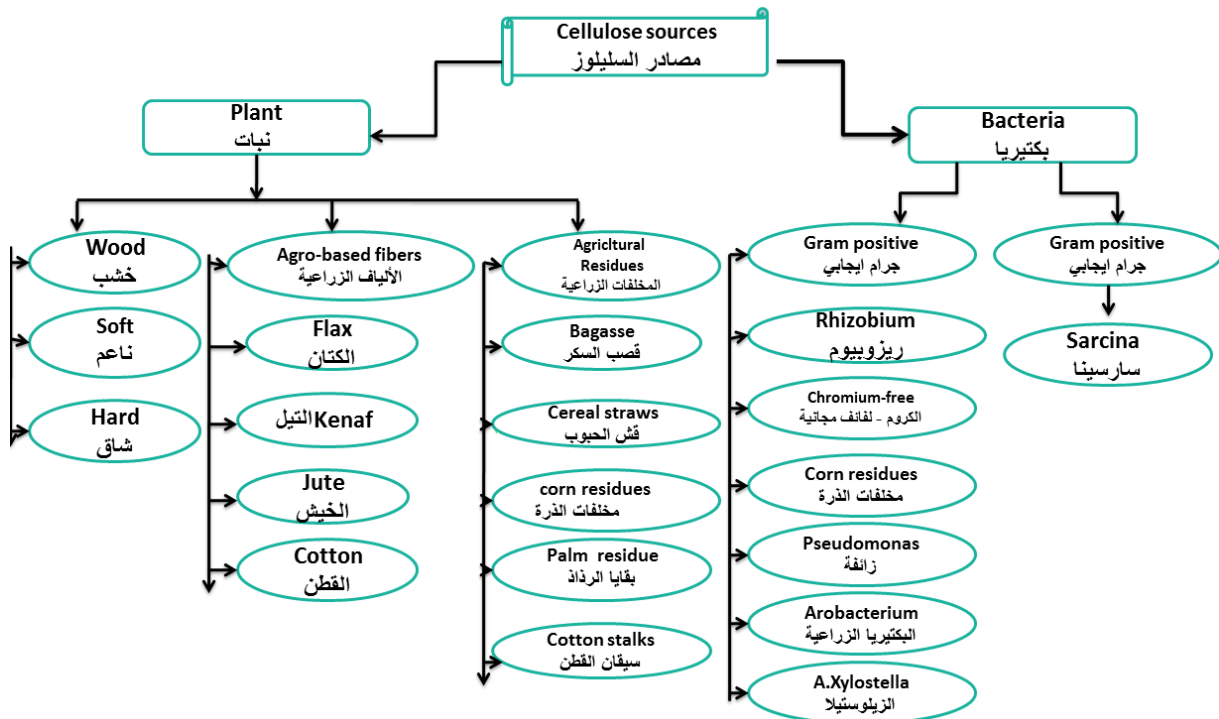 Cellulose sources
مصادر السليلوز
Plant
نبات
Bacteria
بكتيريا
Wood
خشب
Soft
ناعم
Hard
شاق
Agro-based fibers
الألياف الزراعية
Flax
الكتان
التيل Kenaf
Jute
الخيش
Cotton
القطن
Agricltural
Residues
المخلفات الزراعية
Bagasse
قصب السكر
Cereal straws
قش الحبوب
corn residues
مخلفات الذرة
Palm residue
بقايا الرذاذ
Cotton stalks
سيقان القطن
Gram positive
جرام ايجابي
Rhizobium
ريزوبيوم
Chromium-free
الكروم - لفائف مجانية
Corn residues
مخلفات الذرة
Pseudomonas
زائفة
Arobacterium
البكتيريا الزراعية
A.Xylostella
الزيلوستيلا
Gram positive
جرام ايجابي
Sarcina
سارسينا